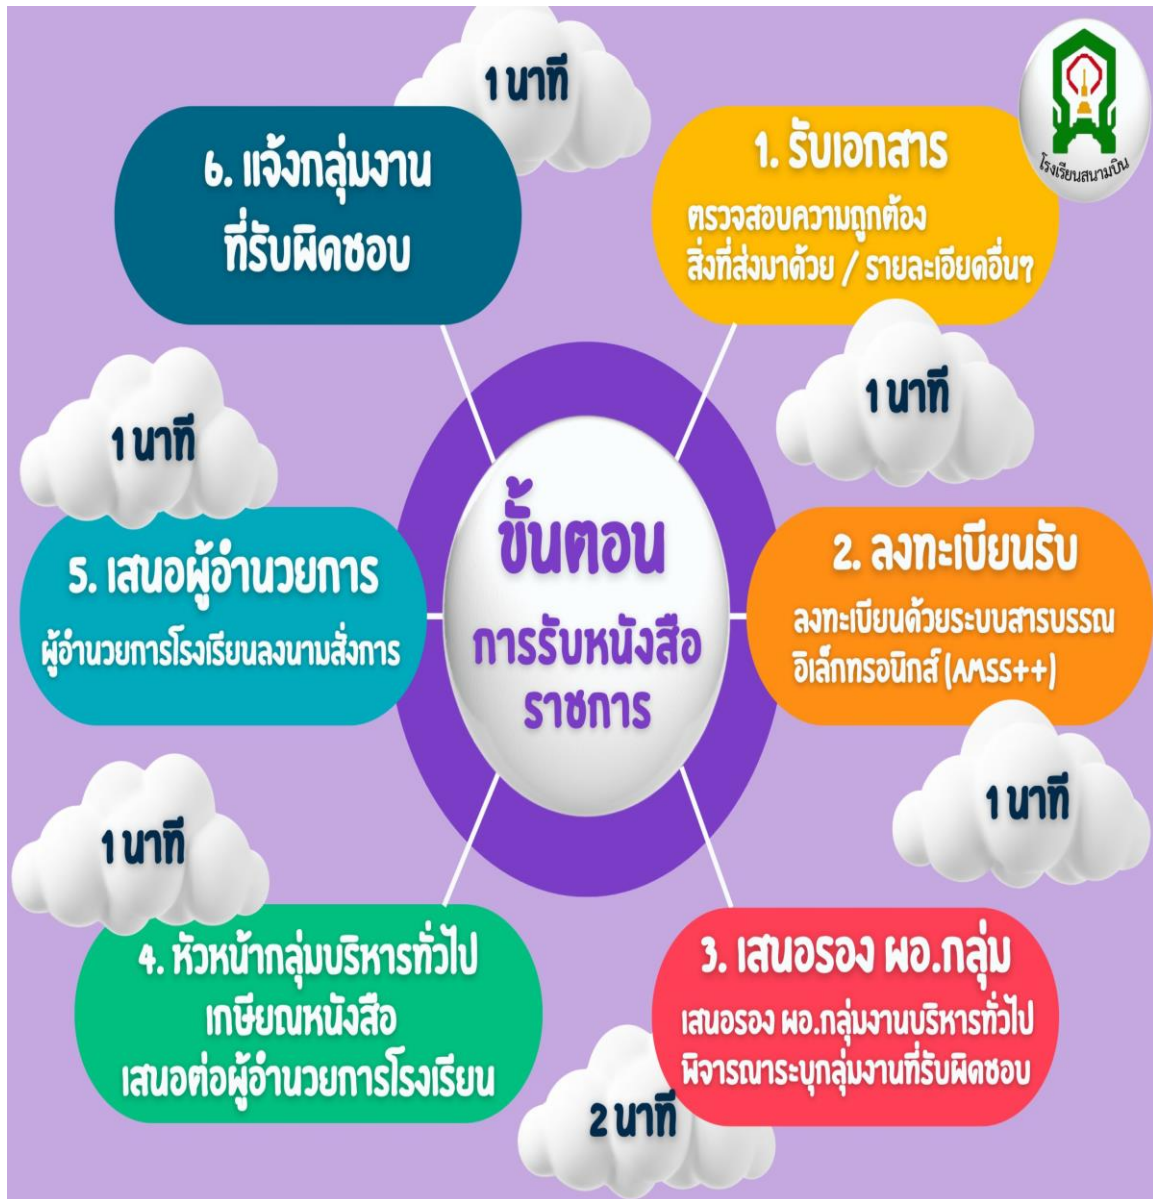 ขั้นตอน
การรับหนังสือ
ราชการ
โรงเรียนสนามบิน
1. รับเอกสาร
ตรวจสอบความถูกต้อง
สิ่งที่ส่งมาด้วย / รายละเอียดอื่นๆ
1 นาที
2. ลงทะเบียนรับ
ลงทะเบียนด้วยระบบสารบรรณ
อิเล็กทรอนิกส์ (AMSS++)
1 นาที
3. เสนอรอง ผอ.กลุ่ม
เสนอรอง ผอ.กลุ่มงานบริหารทั่วไป
พิจารณาระบุกลุ่มงานที่รับผิดชอบ
2 นาที
4. หัวหน้ากลุ่มบริหารทั่วไป
เกษียณหนังสือ
เสนอต่อผู้อำนวยการโรงเรียน
1 นาที
5. เสนอผู้อำนวยการ
ผู้อำนวยการโรงเรียนลงนามสั่งการ
1 นาที
6. แจ้งกลุ่มงาน
ที่รับผิดชอบ
1 นาที